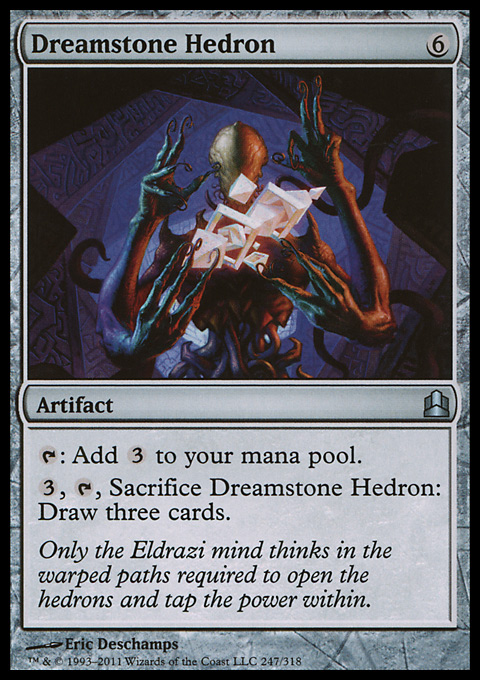 Dreamstone Hedron 6
Artifact
: Add 3 to your mana pool.
3, , Sacrifice Dreamstone Hedron:
Draw three cards.
Only the Eldrazi mind thinks in the
warped paths required to open the
hedrons and tap the power within.
Eric Deschamps
™ & © 1993–2011 Wizards of the Coast LLC 247/318